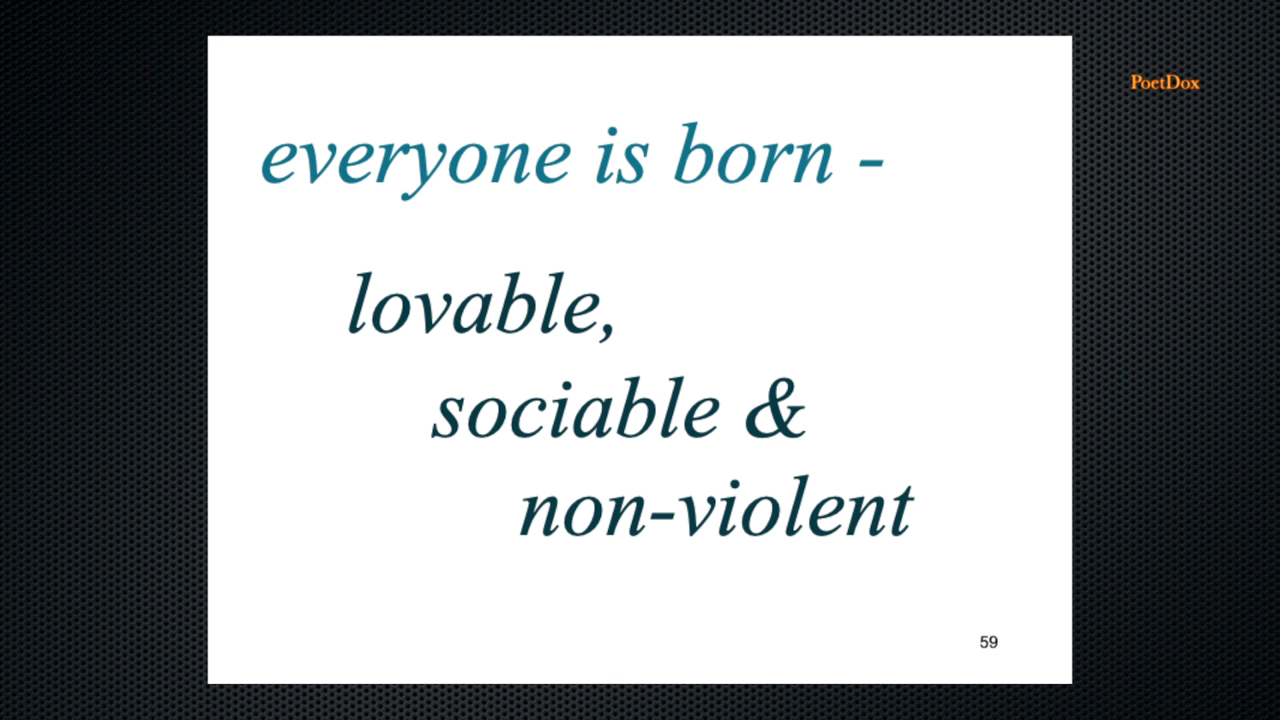 PoetDox
everyone is born -
lovable,
sociable &
non-violent
59